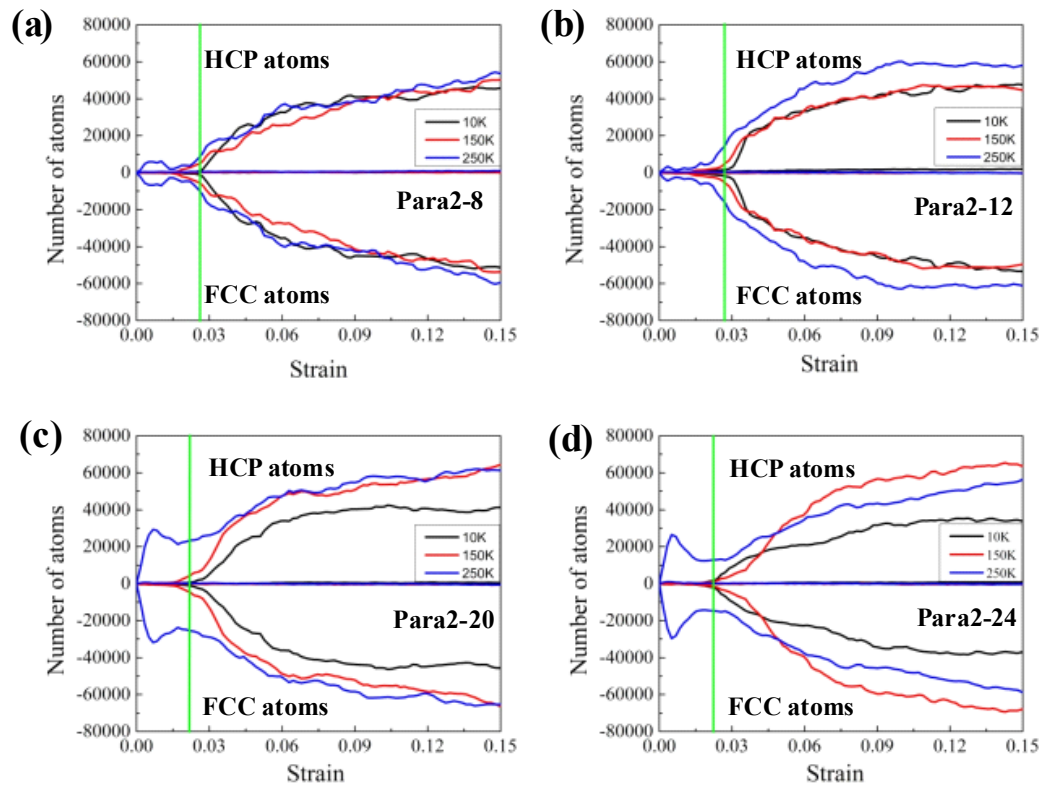 (a)
80000
60000
40000
20000
0
-20000
-40000
-60000
-80000
Number of atoms
HCP atoms
10K
150K
250K
Para2-8
FCC atoms
0.00 0.03 0.06 0.09 0.12 0.15
Strain
(b)
80000
60000
40000
20000
0
-20000
-40000
-60000
-80000
Number of atoms
HCP atoms
10K
150K
250K
Para2-12
FCC atoms
0.00 0.03 0.06 0.09 0.12 0.15
Strain
(c)
80000
60000
40000
20000
0
-20000
-40000
-60000
-80000
Number of atoms
HCP atoms
10K
150K
250K
Para2-20
FCC atoms
0.00 0.03 0.06 0.09 0.12 0.15
Strain
(d)
80000
60000
40000
20000
0
-20000
-40000
-60000
-80000
Number of atoms
HCP atoms
10K
150K
250K
Para2-24
FCC atoms
0.00 0.03 0.06 0.09 0.12 0.15
Strain